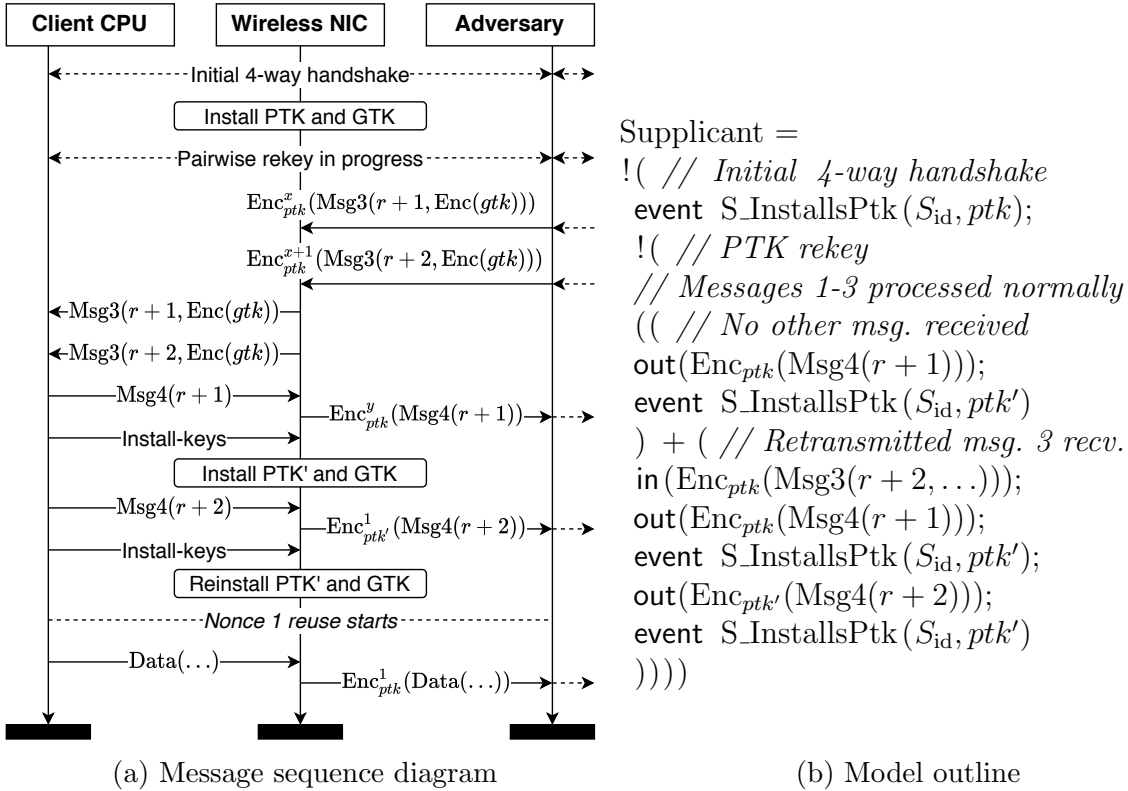 Client CPU
Wireless NIC
Adversary
Initial 4-way handshake
Install PTK and GTK
Pairwise rekey in progress
Enc^x_ptk(Msg3(r + 1, Enc(gtk)))
Enc^{x+1}_ptk(Msg3(r + 2, Enc(gtk)))
Msg3(r + 1, Enc(gtk))
Msg3(r + 2, Enc(gtk))
Msg4(r + 1)
Enc^y_ptk(Msg4(r + 1))
Install-keys
Install PTK' and GTK
Msg4(r + 2)
Enc^1_ptk'(Msg4(r + 2))
Install-keys
Reinstall PTK' and GTK
Nonce 1 reuse starts
Data(...)
Enc^1_ptk(Data(...))
(a) Message sequence diagram
Supplicant =
!( // Initial 4-way handshake
event S_InstallsPtk(S_id, ptk);
!( // PTK rekey
// Messages 1-3 processed normally
(( // No other msg. received
out(Enc_ptk(Msg4(r + 1)));
event S_InstallsPtk(S_id, ptk')
) + ( // Retransmitted msg. 3 recv.
in(Enc_ptk(Msg3(r + 2, ...)));
out(Enc_ptk(Msg4(r + 1)));
event S_InstallsPtk(S_id, ptk');
out(Enc_ptk'(Msg4(r + 2)));
event S_InstallsPtk(S_id, ptk')
))))
(b) Model outline